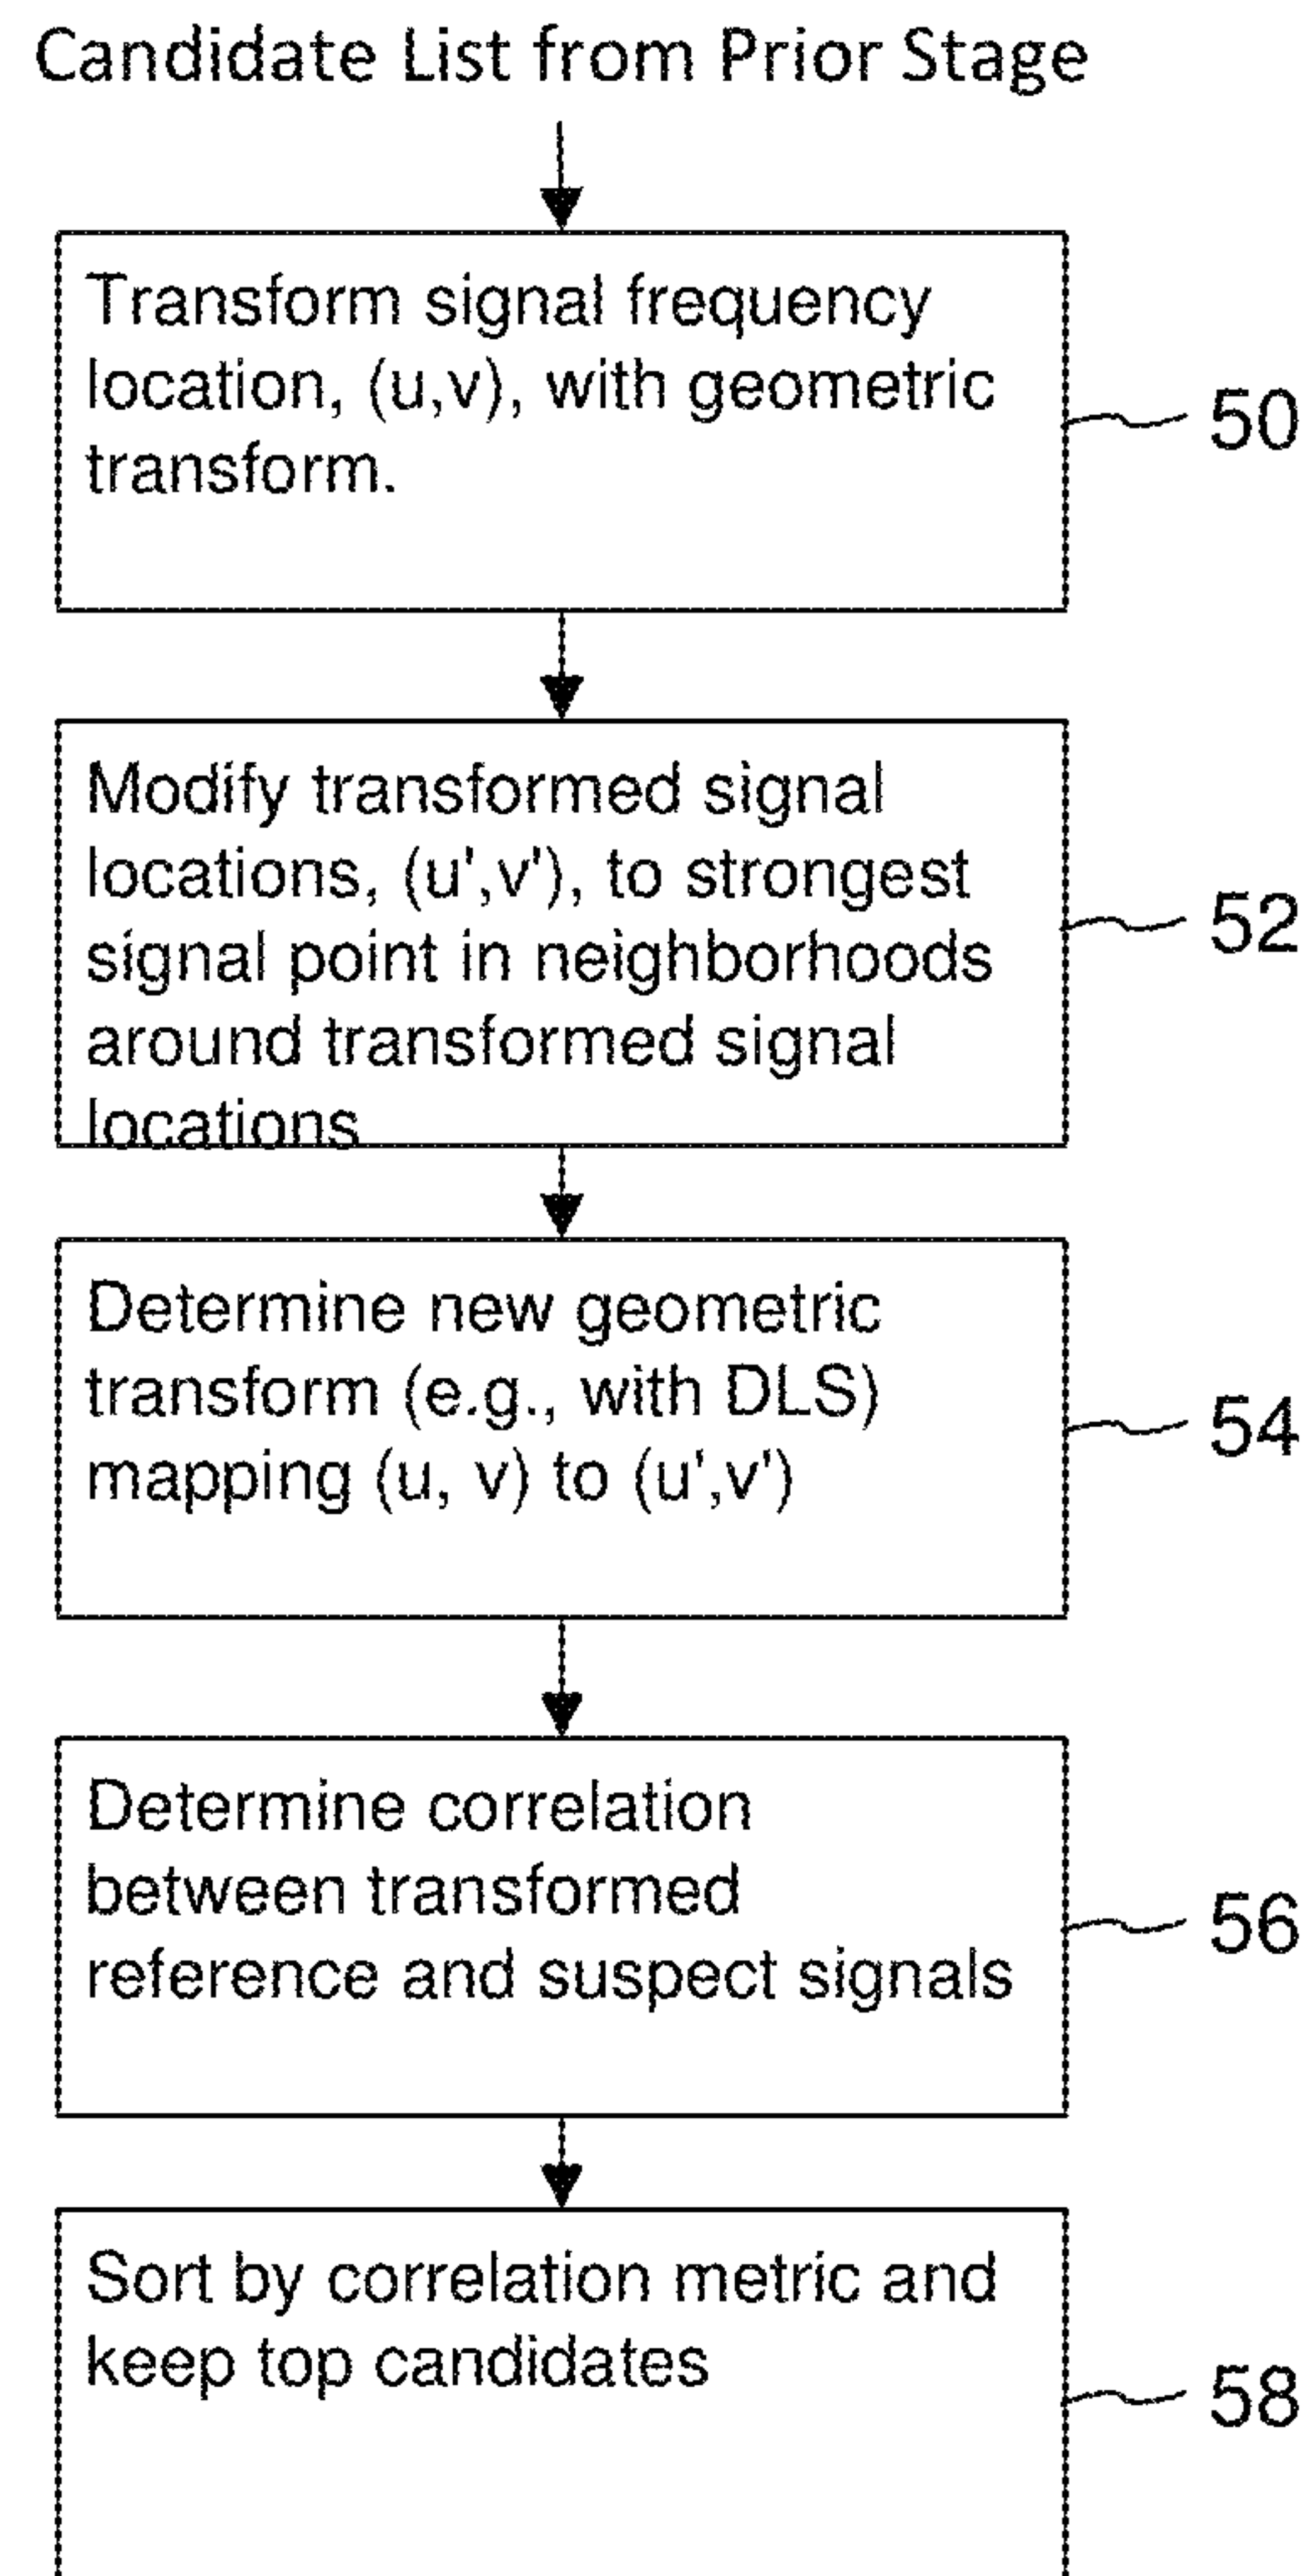 Candidate List from Prior Stage
Transform signal frequency
location, (u,v), with geometric
transform.
50
Modify transformed signal
locations, (u',v'), to strongest
signal point in neighborhoods
around transformed signal
locations
52
Determine new geometric
transform (e.g., with DLS)
mapping (u, v) to (u',v')
54
Determine correlation
between transformed
reference and suspect signals
56
Sort by correlation metric and
keep top candidates
58